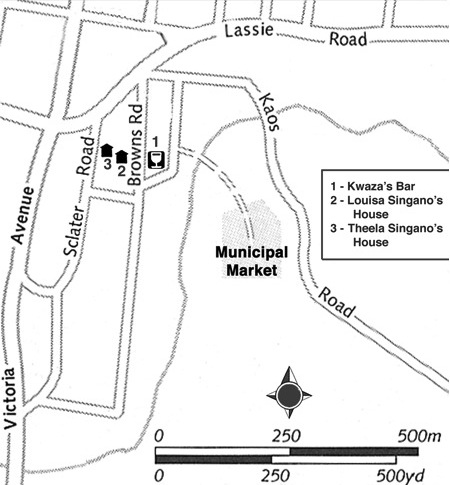 Lassie Road
Kaos
Road
Browns Rd
Sclater Road
Victoria Avenue
1
2
3
Municipal
Market
1 - Kwaza's Bar
2 - Louisa Singano's
House
3 - Theela Singano's
House
0 250 500m
0 250 500yd